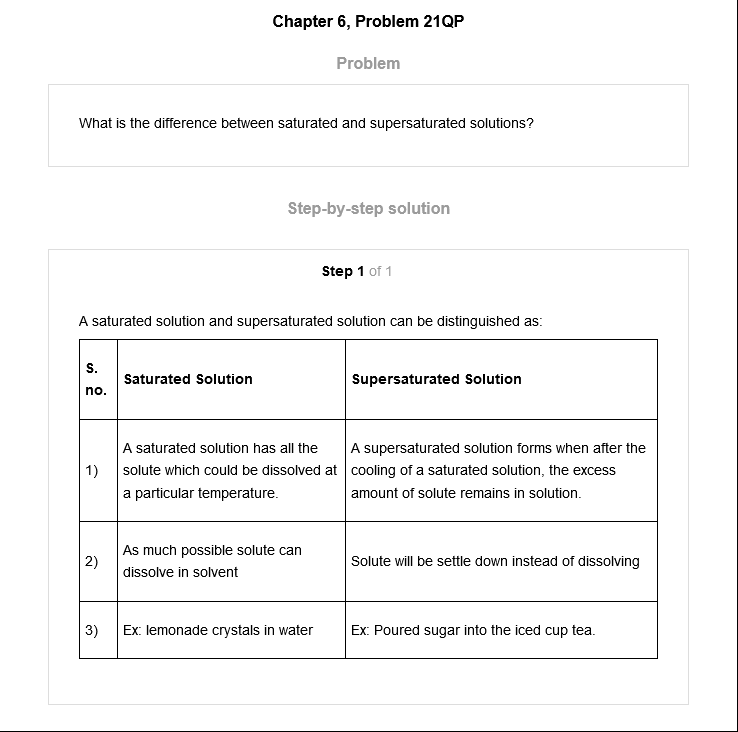 Chapter 6, Problem 21QP
Problem
What is the difference between saturated and supersaturated solutions?
Step-by-step solution
Step 1 of 1
A saturated solution and supersaturated solution can be distinguished as:
S.
no.
Saturated Solution
Supersaturated Solution
1)
A saturated solution has all the
solute which could be dissolved at
a particular temperature.
A supersaturated solution forms when after the
cooling of a saturated solution, the excess
amount of solute remains in solution.
2)
As much possible solute can
dissolve in solvent
Solute will be settle down instead of dissolving
3)
Ex: lemonade crystals in water
Ex: Poured sugar into the iced cup tea.